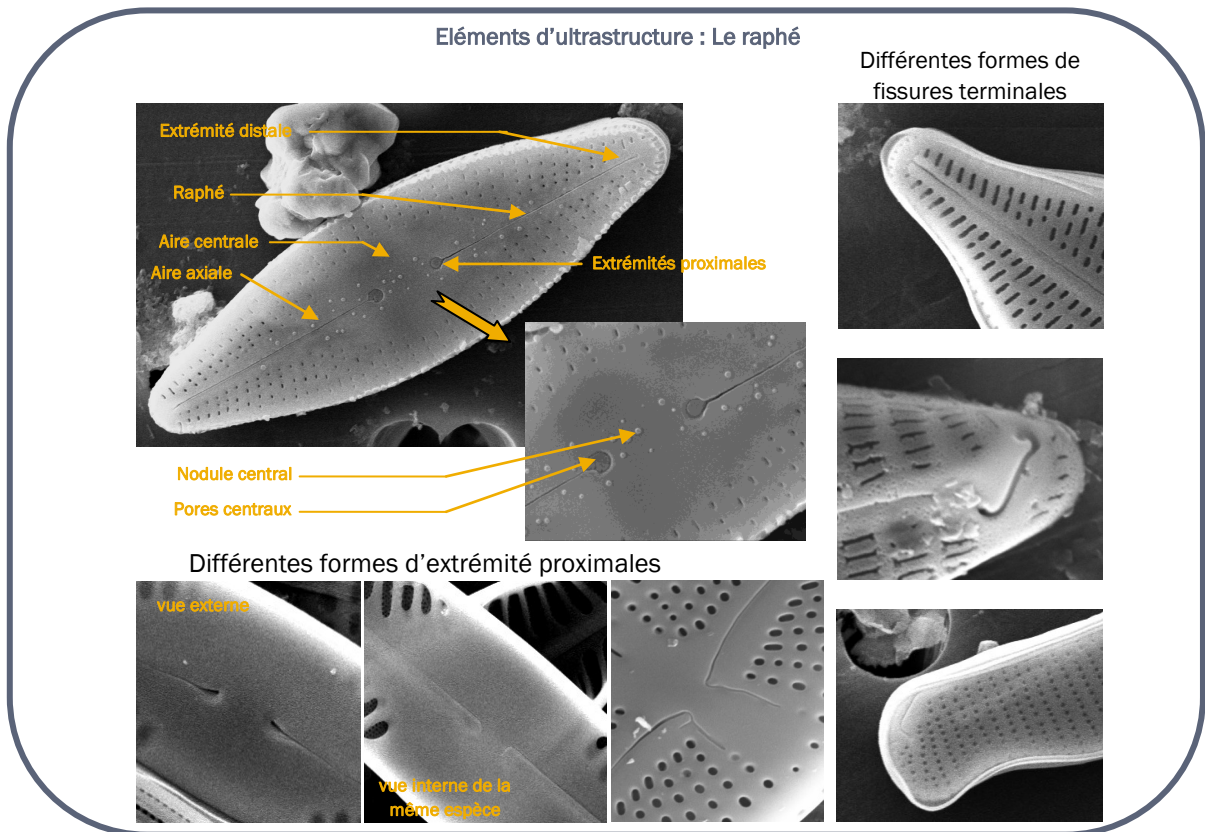 Eléments d'ultrastructure : Le raphé
Différentes formes de
fissures terminales
Extrémité distale
Raphé
Aire centrale
Aire axiale
Extrémités proximales
Nodule central
Pores centraux
Différentes formes d'extrémité proximales
vue externe
vue interne de la
même espèce